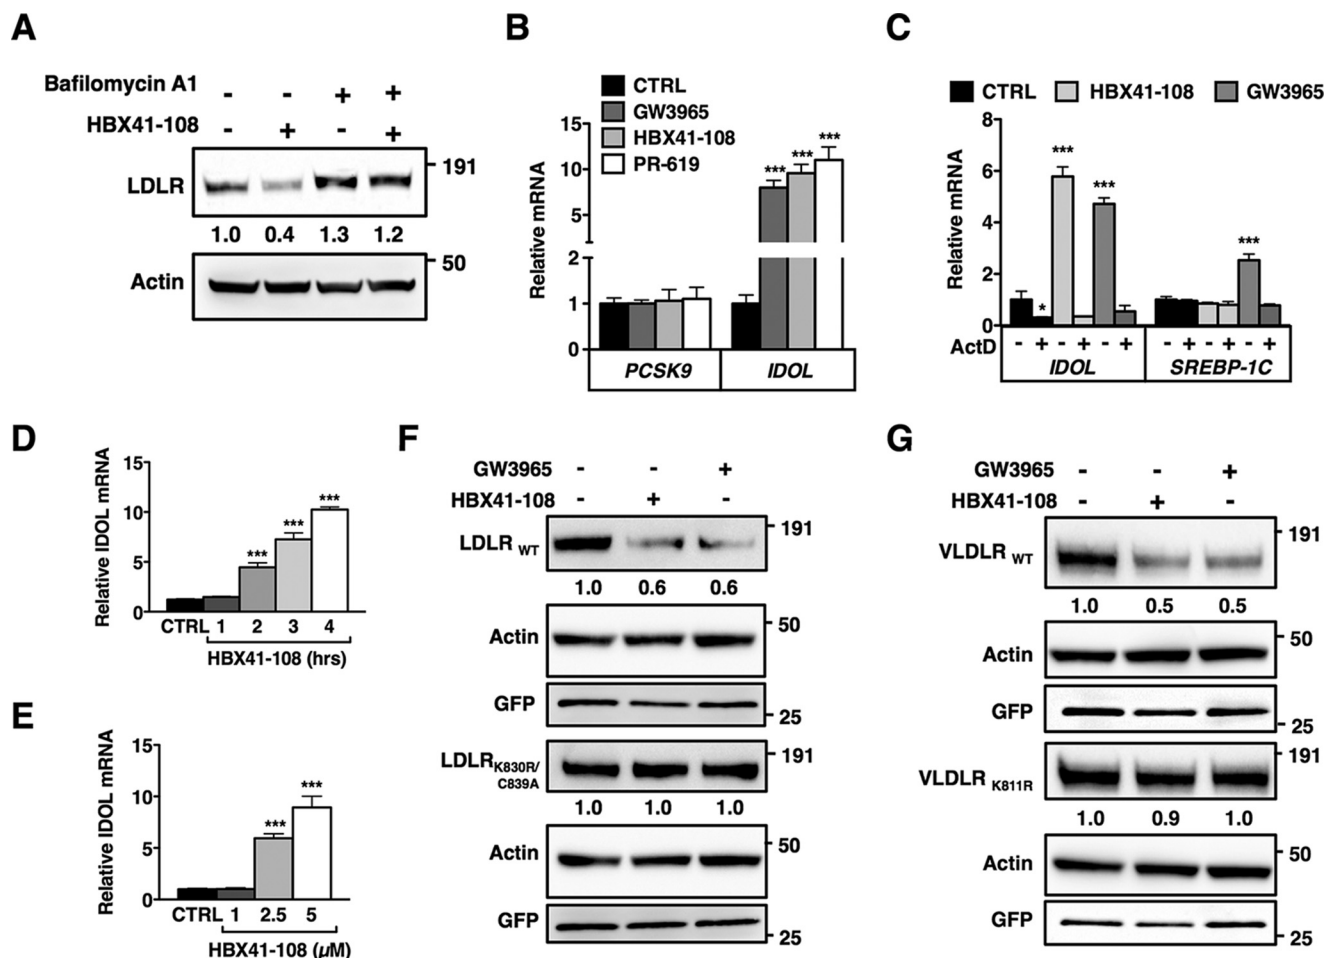 A
Bafilomycin A1 - - + +
HBX41-108 - + - +
LDLR
191
1.0 0.4 1.3 1.2
Actin
50
B
CTRL
GW3965
HBX41-108
PR-619
Relative mRNA
15
10
5
2
1
0
*** *** ***
PCSK9 IDOL
C
CTRL HBX41-108 GW3965
Relative mRNA
8
6
4
2
0
* *** *** ***
ActD - + - + - + - + - + - +
IDOL SREBP-1C
D
Relative IDOL mRNA
15
10
5
0
*** *** ***
CTRL 1 2 3 4
HBX41-108 (hrs)
E
Relative IDOL mRNA
15
10
5
0
*** ***
CTRL 1 2.5 5
HBX41-108 (µM)
F
GW3965 - - +
HBX41-108 - + -
LDLR WT
191
1.0 0.6 0.6
Actin
50
GFP
25
LDLR K830R/
C839A
191
1.0 1.0 1.0
Actin
50
GFP
25
G
GW3965 - - +
HBX41-108 - + -
VLDLR WT
191
1.0 0.5 0.5
Actin
50
GFP
25
VLDLR K811R
191
1.0 0.9 1.0
Actin
50
GFP
25